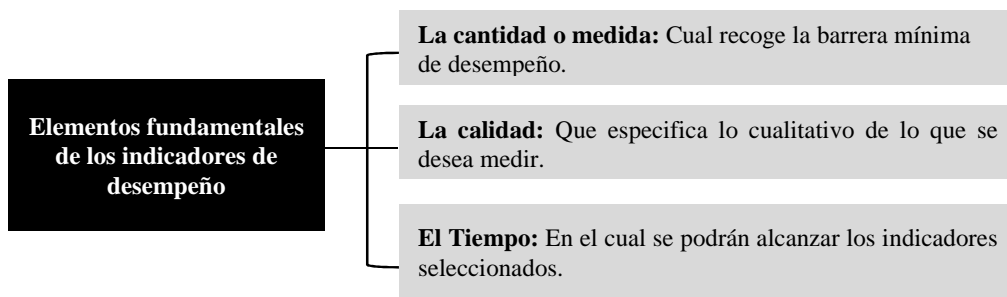 Elementos fundamentales
de los indicadores de
desempeño
La cantidad o medida: Cual recoge la barrera mínima
de desempeño.
La calidad: Que especifica lo cualitativo de lo que se
desea medir.
El Tiempo: En el cual se podrán alcanzar los indicadores
seleccionados.